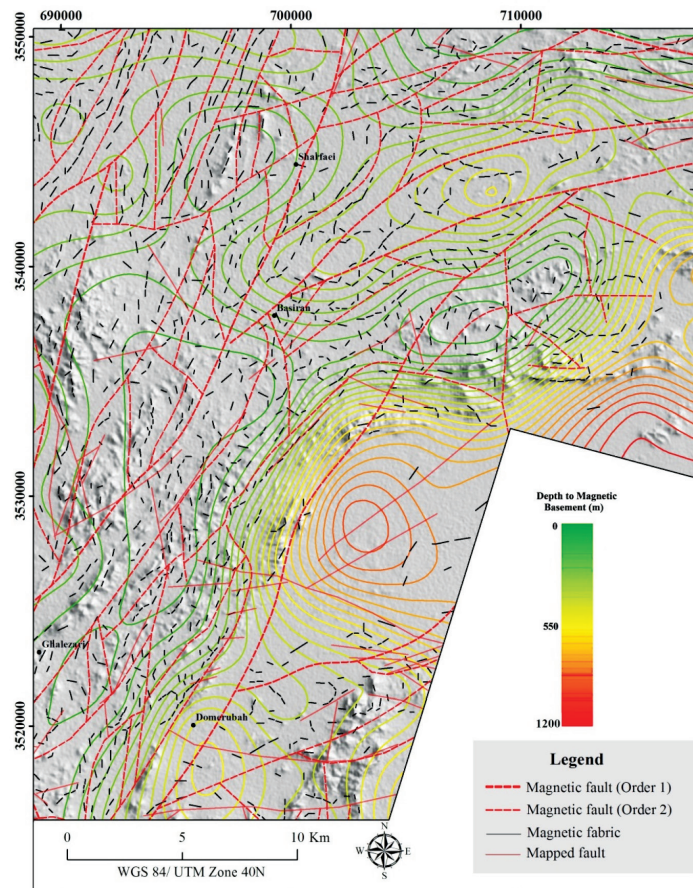 690000
700000
710000
3550000
Sharfaei
3540000
Basiran
3530000
Depth to Magnetic
Basement (m)
0
550
1200
Ghalezari
3520000
Domerubah
Legend
Magnetic fault (Order 1)
Magnetic fault (Order 2)
Magnetic fabric
Mapped fault
0
5
10 Km
WGS 84/ UTM Zone 40N
N
W
E
S